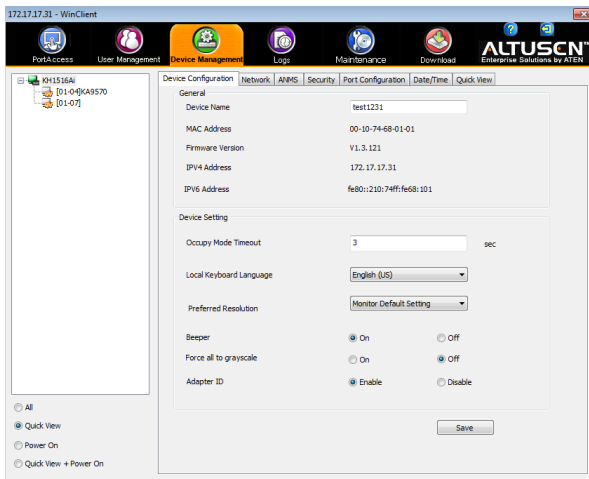 172.17.17.31 - WinClient
PortAccess User Management Device Management Logs Maintenance Download
ALTUSCN™
Enterprise Solutions by ATEN
KH1516Ai
[01-04]KA9570
[01-07]
All
Quick View
Power On
Quick View + Power On
Device Configuration Network ANMS Security Port Configuration Date/Time Quick View
General
Device Name test1231
MAC Address 00-10-74-68-01-01
Firmware Version V1.3.121
IPV4 Address 172.17.17.31
IPV6 Address fe80::210:74ff:fe68:101
Device Setting
Occupy Mode Timeout 3 sec
Local Keyboard Language English (US)
Preferred Resolution Monitor Default Setting
Beeper On Off
Force all to grayscale On Off
Adapter ID Enable Disable
Save